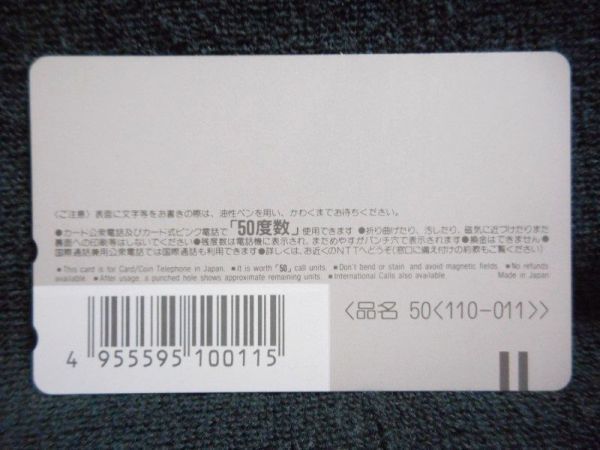 〈ご注意〉表面に文字等をお書きの際は、油性ペンを用い、かわくまでお待ちください。
●カード公衆電話及びカード式ピンク電話で「50度数」使用できます ●折り曲げたり、汚したり、磁気に近づけたりまた
裏面への印刷等はしないでください ●残度数は電話機に表示され、まためやすがパンチ穴で表示されます ●換金はできません ●
国際通話兼用公衆電話では国際通話も利用できます ●詳しくは、お近くのNTTへどうぞ(窓口に備え付けの約款もご覧ください)
■This card is for Card/Coin Telephone in Japan. ■It is worth「50」call units. ■Don't bend or stain and avoid magnetic fields. ■No refunds
available. ■After usage, a punched hole shows approximate remaining units. ■International Calls also available. Made in Japan
〈品名 50〈110-011〉〉
4 955595 100115